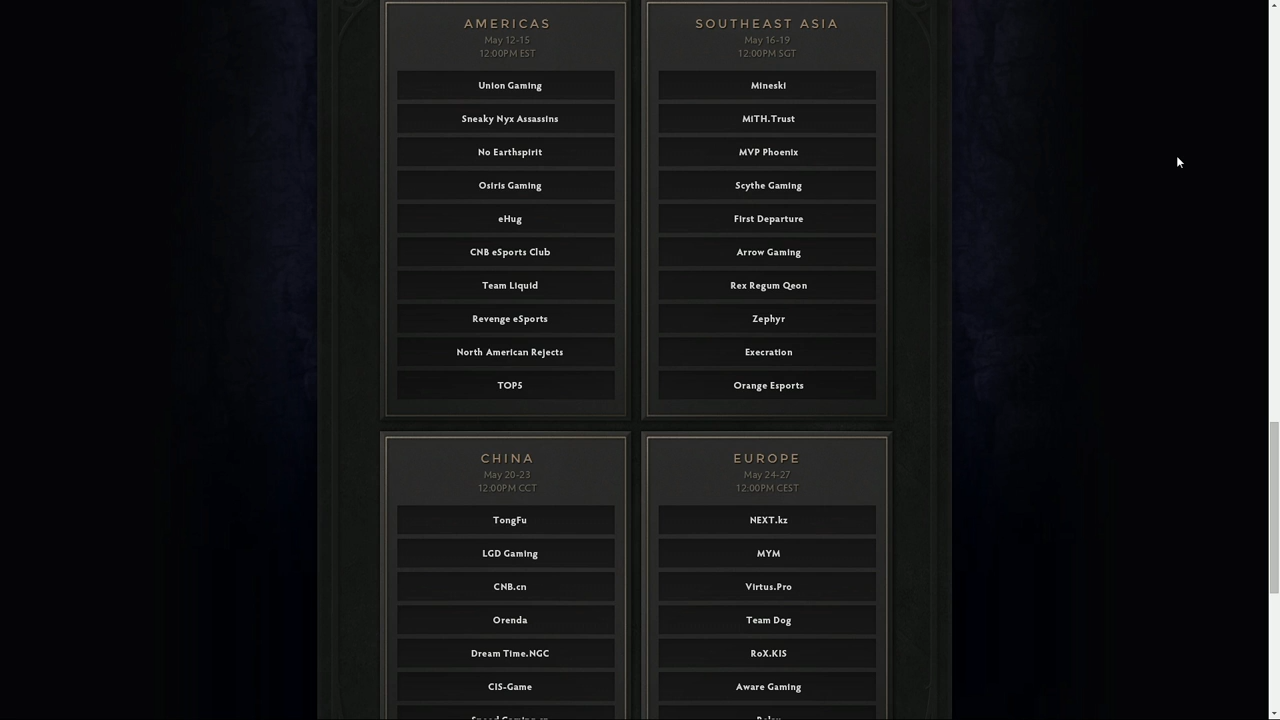 AMERICAS
May 12-15
12:00PM EST
Union Gaming
Sneaky Nyx Assassins
No Earthspirit
Osiris Gaming
eHug
CNB eSports Club
Team Liquid
Revenge eSports
North American Rejects
TOP5
SOUTHEAST ASIA
May 16-19
12:00PM SGT
Mineski
MiTH.Trust
MVP Phoenix
Scythe Gaming
First Departure
Arrow Gaming
Rex Regum Qeon
Zephyr
Execration
Orange Esports
CHINA
May 20-23
12:00PM CCT
TongFu
LGD Gaming
CNB.cn
Orenda
Dream Time.NGC
CIS-Game
EUROPE
May 24-27
12:00PM CEST
NEXT.kz
MYM
Virtus.Pro
Team Dog
RoX.KIS
Aware Gaming